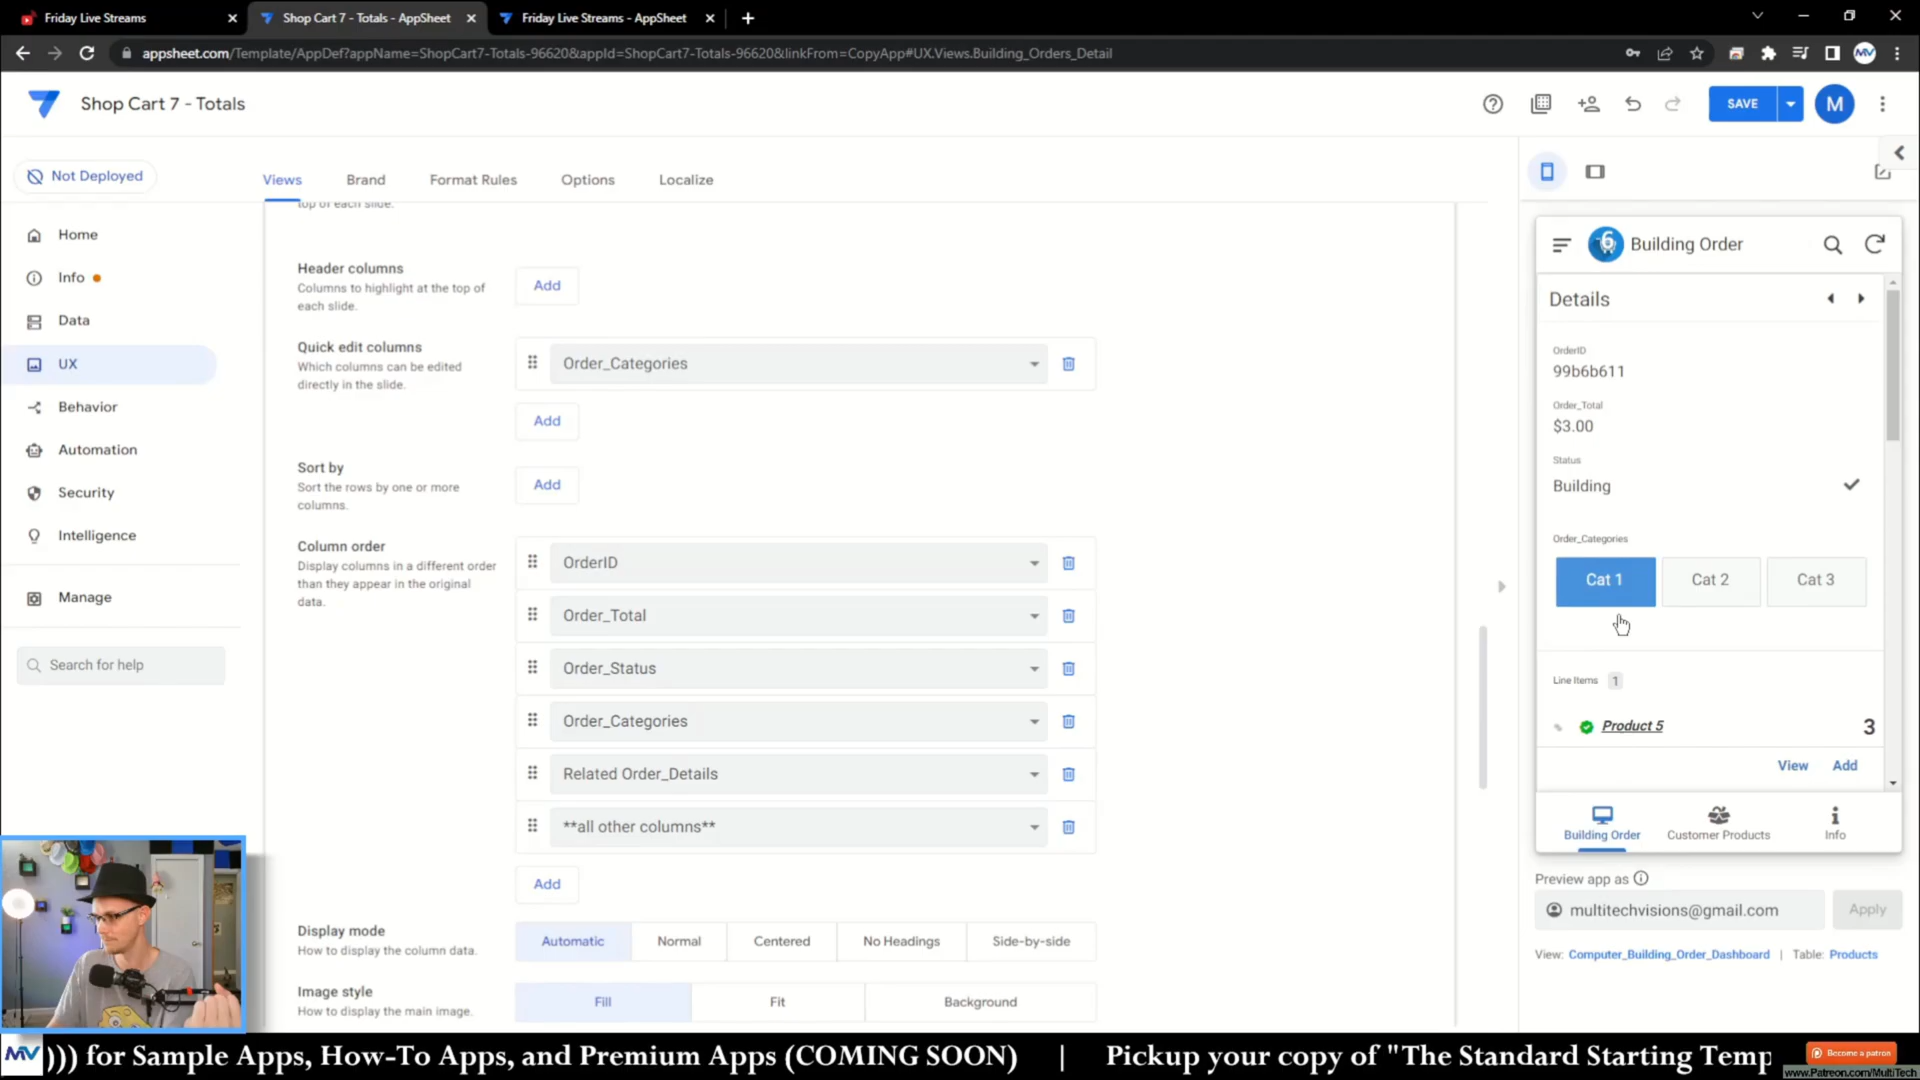 Friday Live Streams
Shop Cart 7 - Totals - AppSheet
Friday Live Streams - AppSheet
appsheet.com/Template/AppDef?appName=ShopCart7-Totals-96620&appId=ShopCart7-Totals-96620&linkFrom=CopyApp#UX.Views.Building_Orders_Detail
MV
Shop Cart 7 - Totals
SAVE
M
Not Deployed
Views
Brand
Format Rules
Options
Localize
Home
Info
Data
UX
Behavior
Automation
Security
Intelligence
Manage
Search for help
top of each slide.
Header columns
Columns to highlight at the top of
each slide.
Add
Quick edit columns
Which columns can be edited
directly in the slide.
Order_Categories
Add
Sort by
Sort the rows by one or more
columns.
Add
Column order
Display columns in a different order
than they appear in the original
data.
OrderID
Order_Total
Order_Status
Order_Categories
Related Order_Details
**all other columns**
Add
Display mode
How to display the column data.
Automatic
Normal
Centered
No Headings
Side-by-side
Image style
How to display the main image.
Fill
Fit
Background
6
Building Order
Details
OrderID
99b6b611
Order_Total
$3.00
Status
Building
Order_Categories
Cat 1
Cat 2
Cat 3
Line Items 1
Product 5
3
View
Add
Building Order
Customer Products
Info
Preview app as
multitechvisions@gmail.com
Apply
View: Computer_Building_Order_Dashboard | Table: Products
MV ))) for Sample Apps, How-To Apps, and Premium Apps (COMING SOON) | Pickup your copy of "The Standard Starting Temp
Become a patron
www.Patreon.com/MultiTech